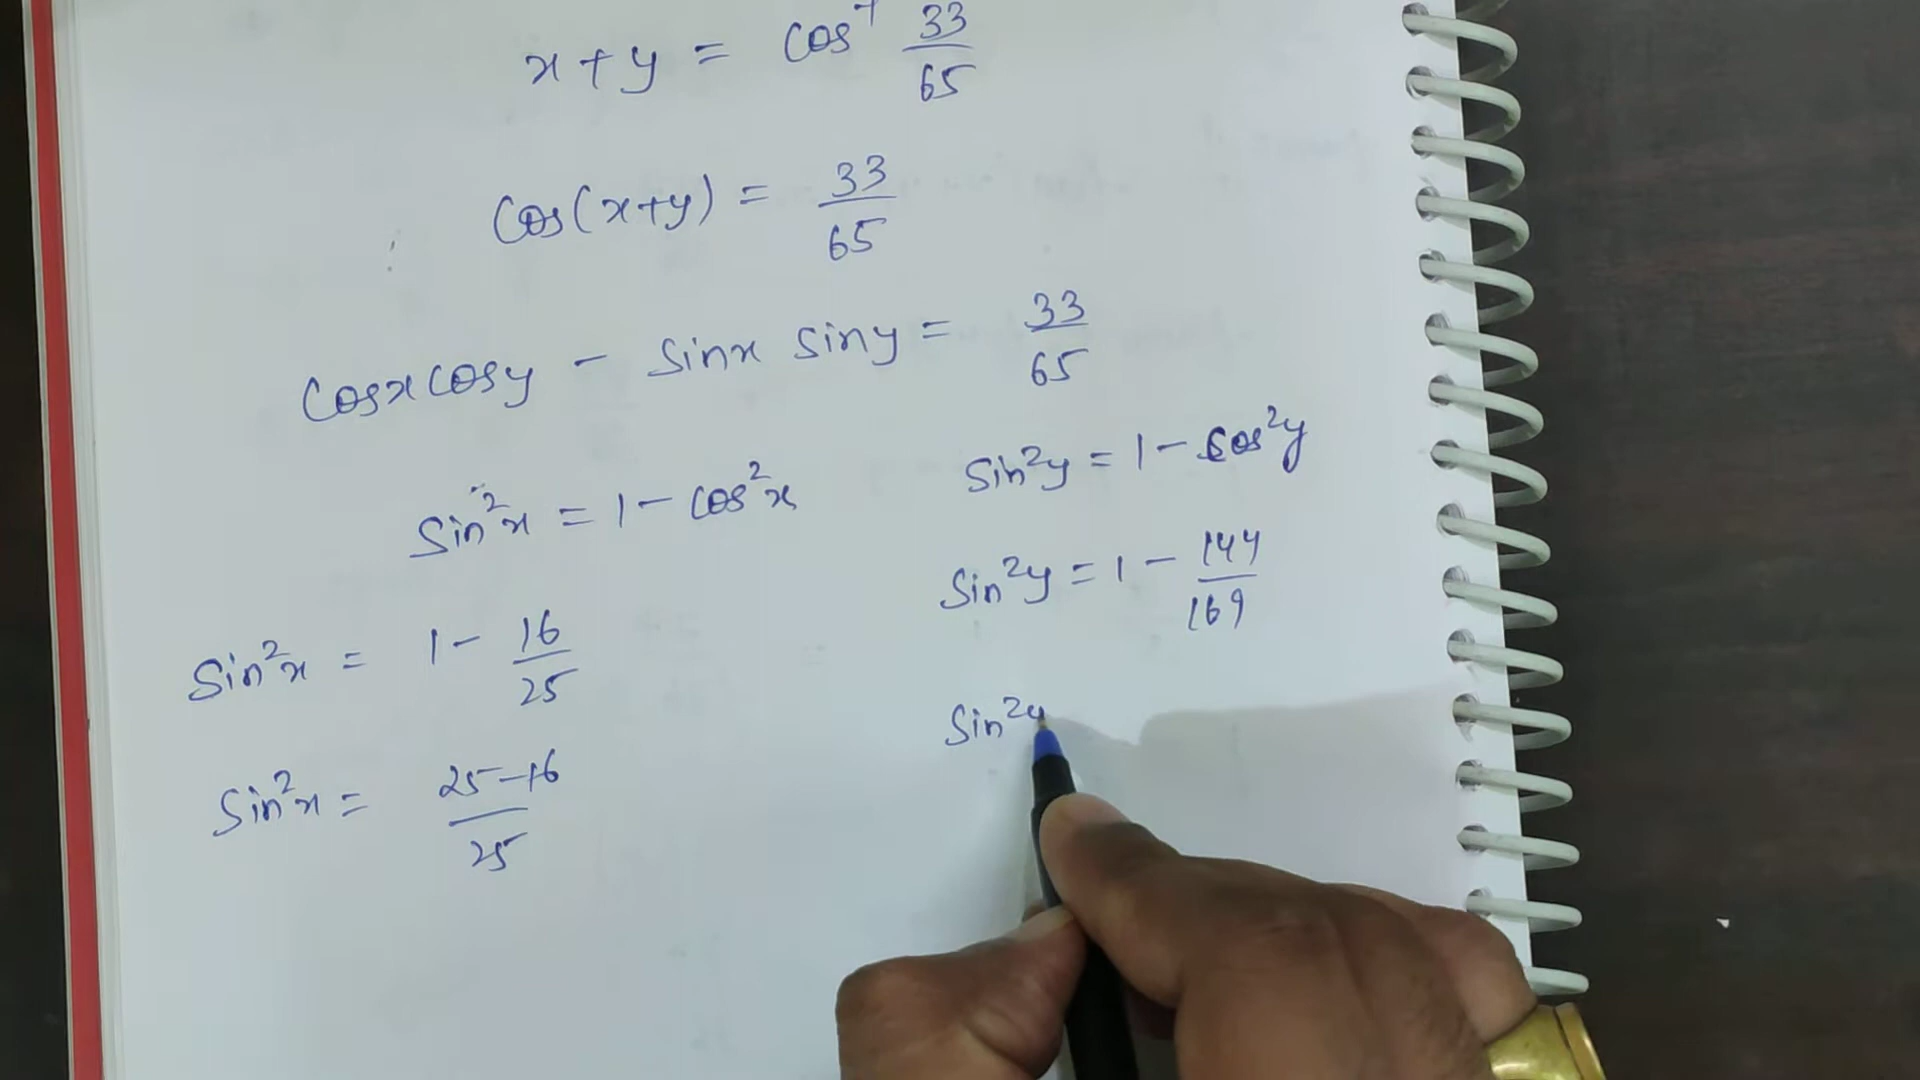 x + y = cos⁻¹ 33/65
Cos(x+y) = 33/65
Cosx cosy − Sinx Siny = 33/65
Sin²x = 1 − cos²x
Sin²y = 1 − cos²y
Sin²x = 1 − 16/25
Sin²y = 1 − 144/169
Sin²x = 25−16/25
Sin²y